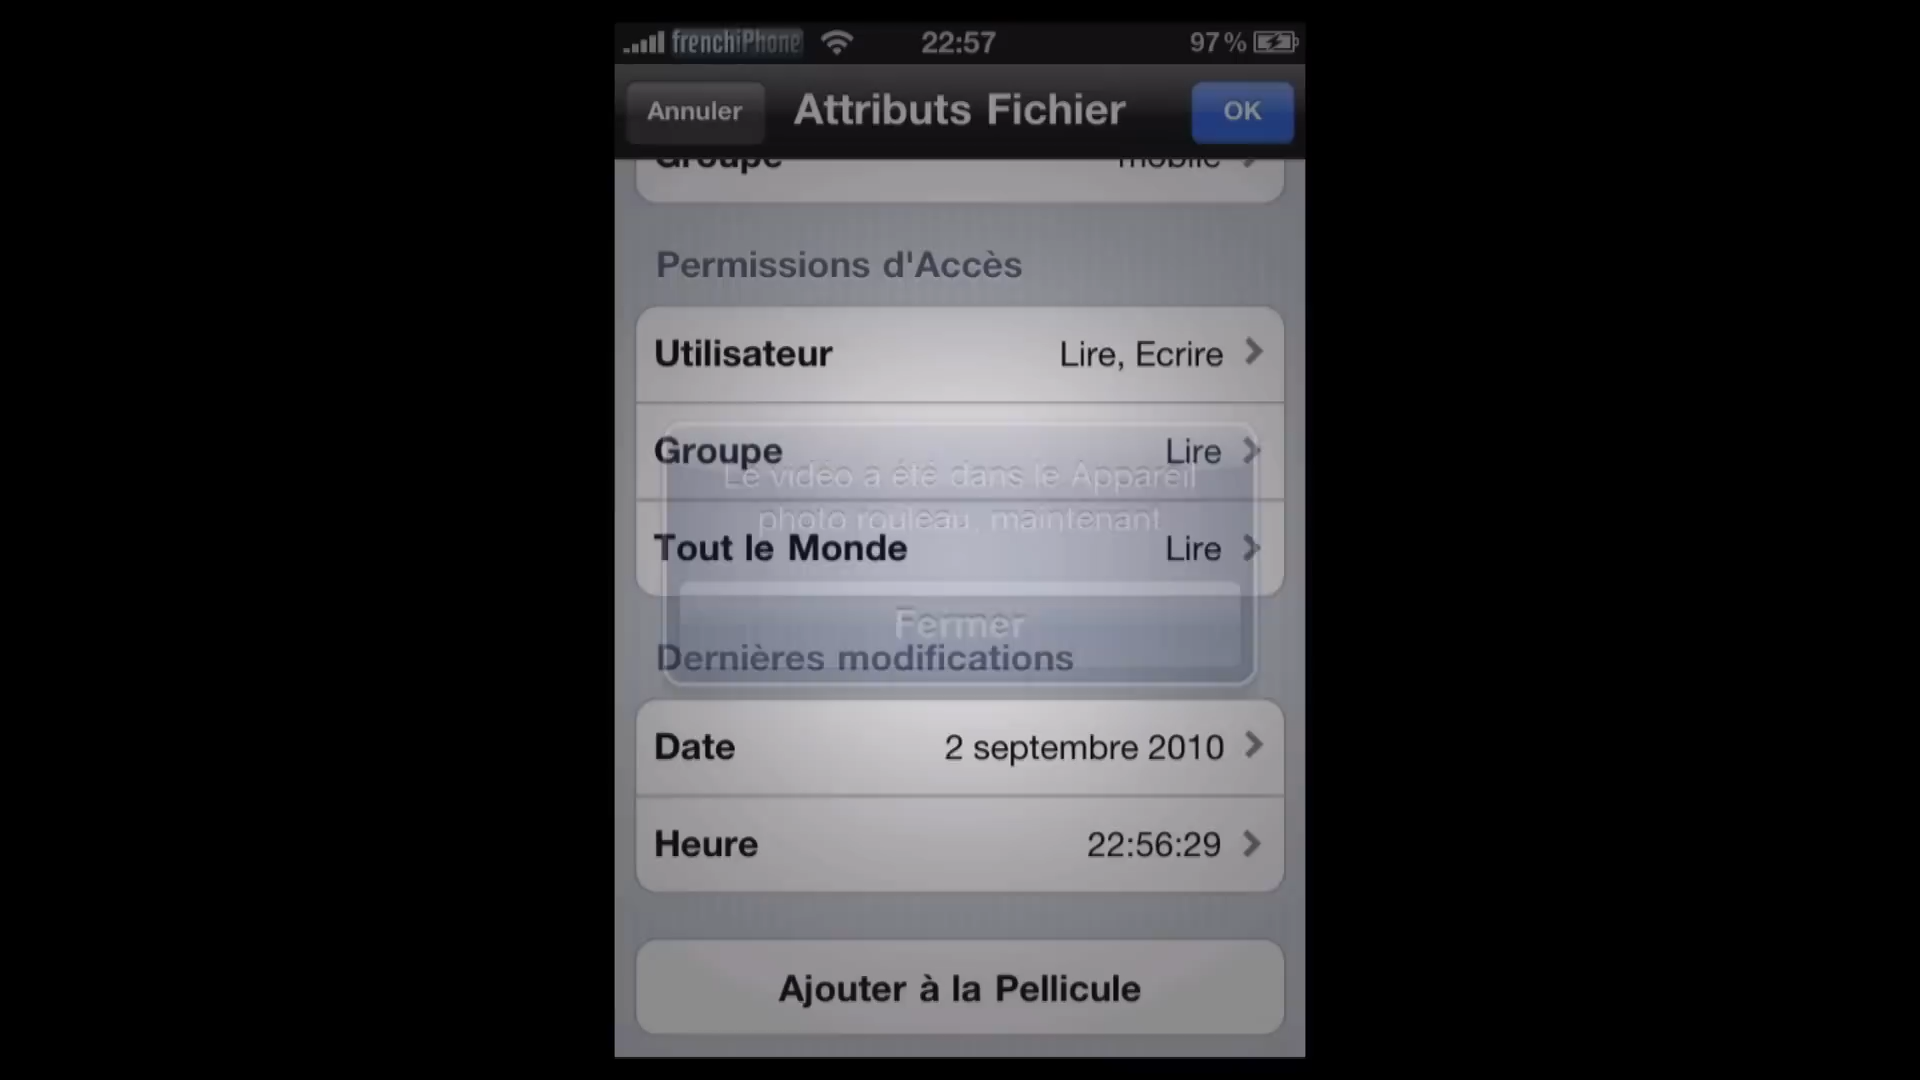 frenchiPhone 22:57 97 %
Annuler Attributs Fichier OK
Groupe mobile
Permissions d'Accès
Utilisateur Lire, Ecrire
Groupe Lire
Le vidéo a été dans le Appareil
photo rouleau, maintenant
Tout le Monde Lire
Fermer
Dernières modifications
Date 2 septembre 2010
Heure 22:56:29
Ajouter à la Pellicule